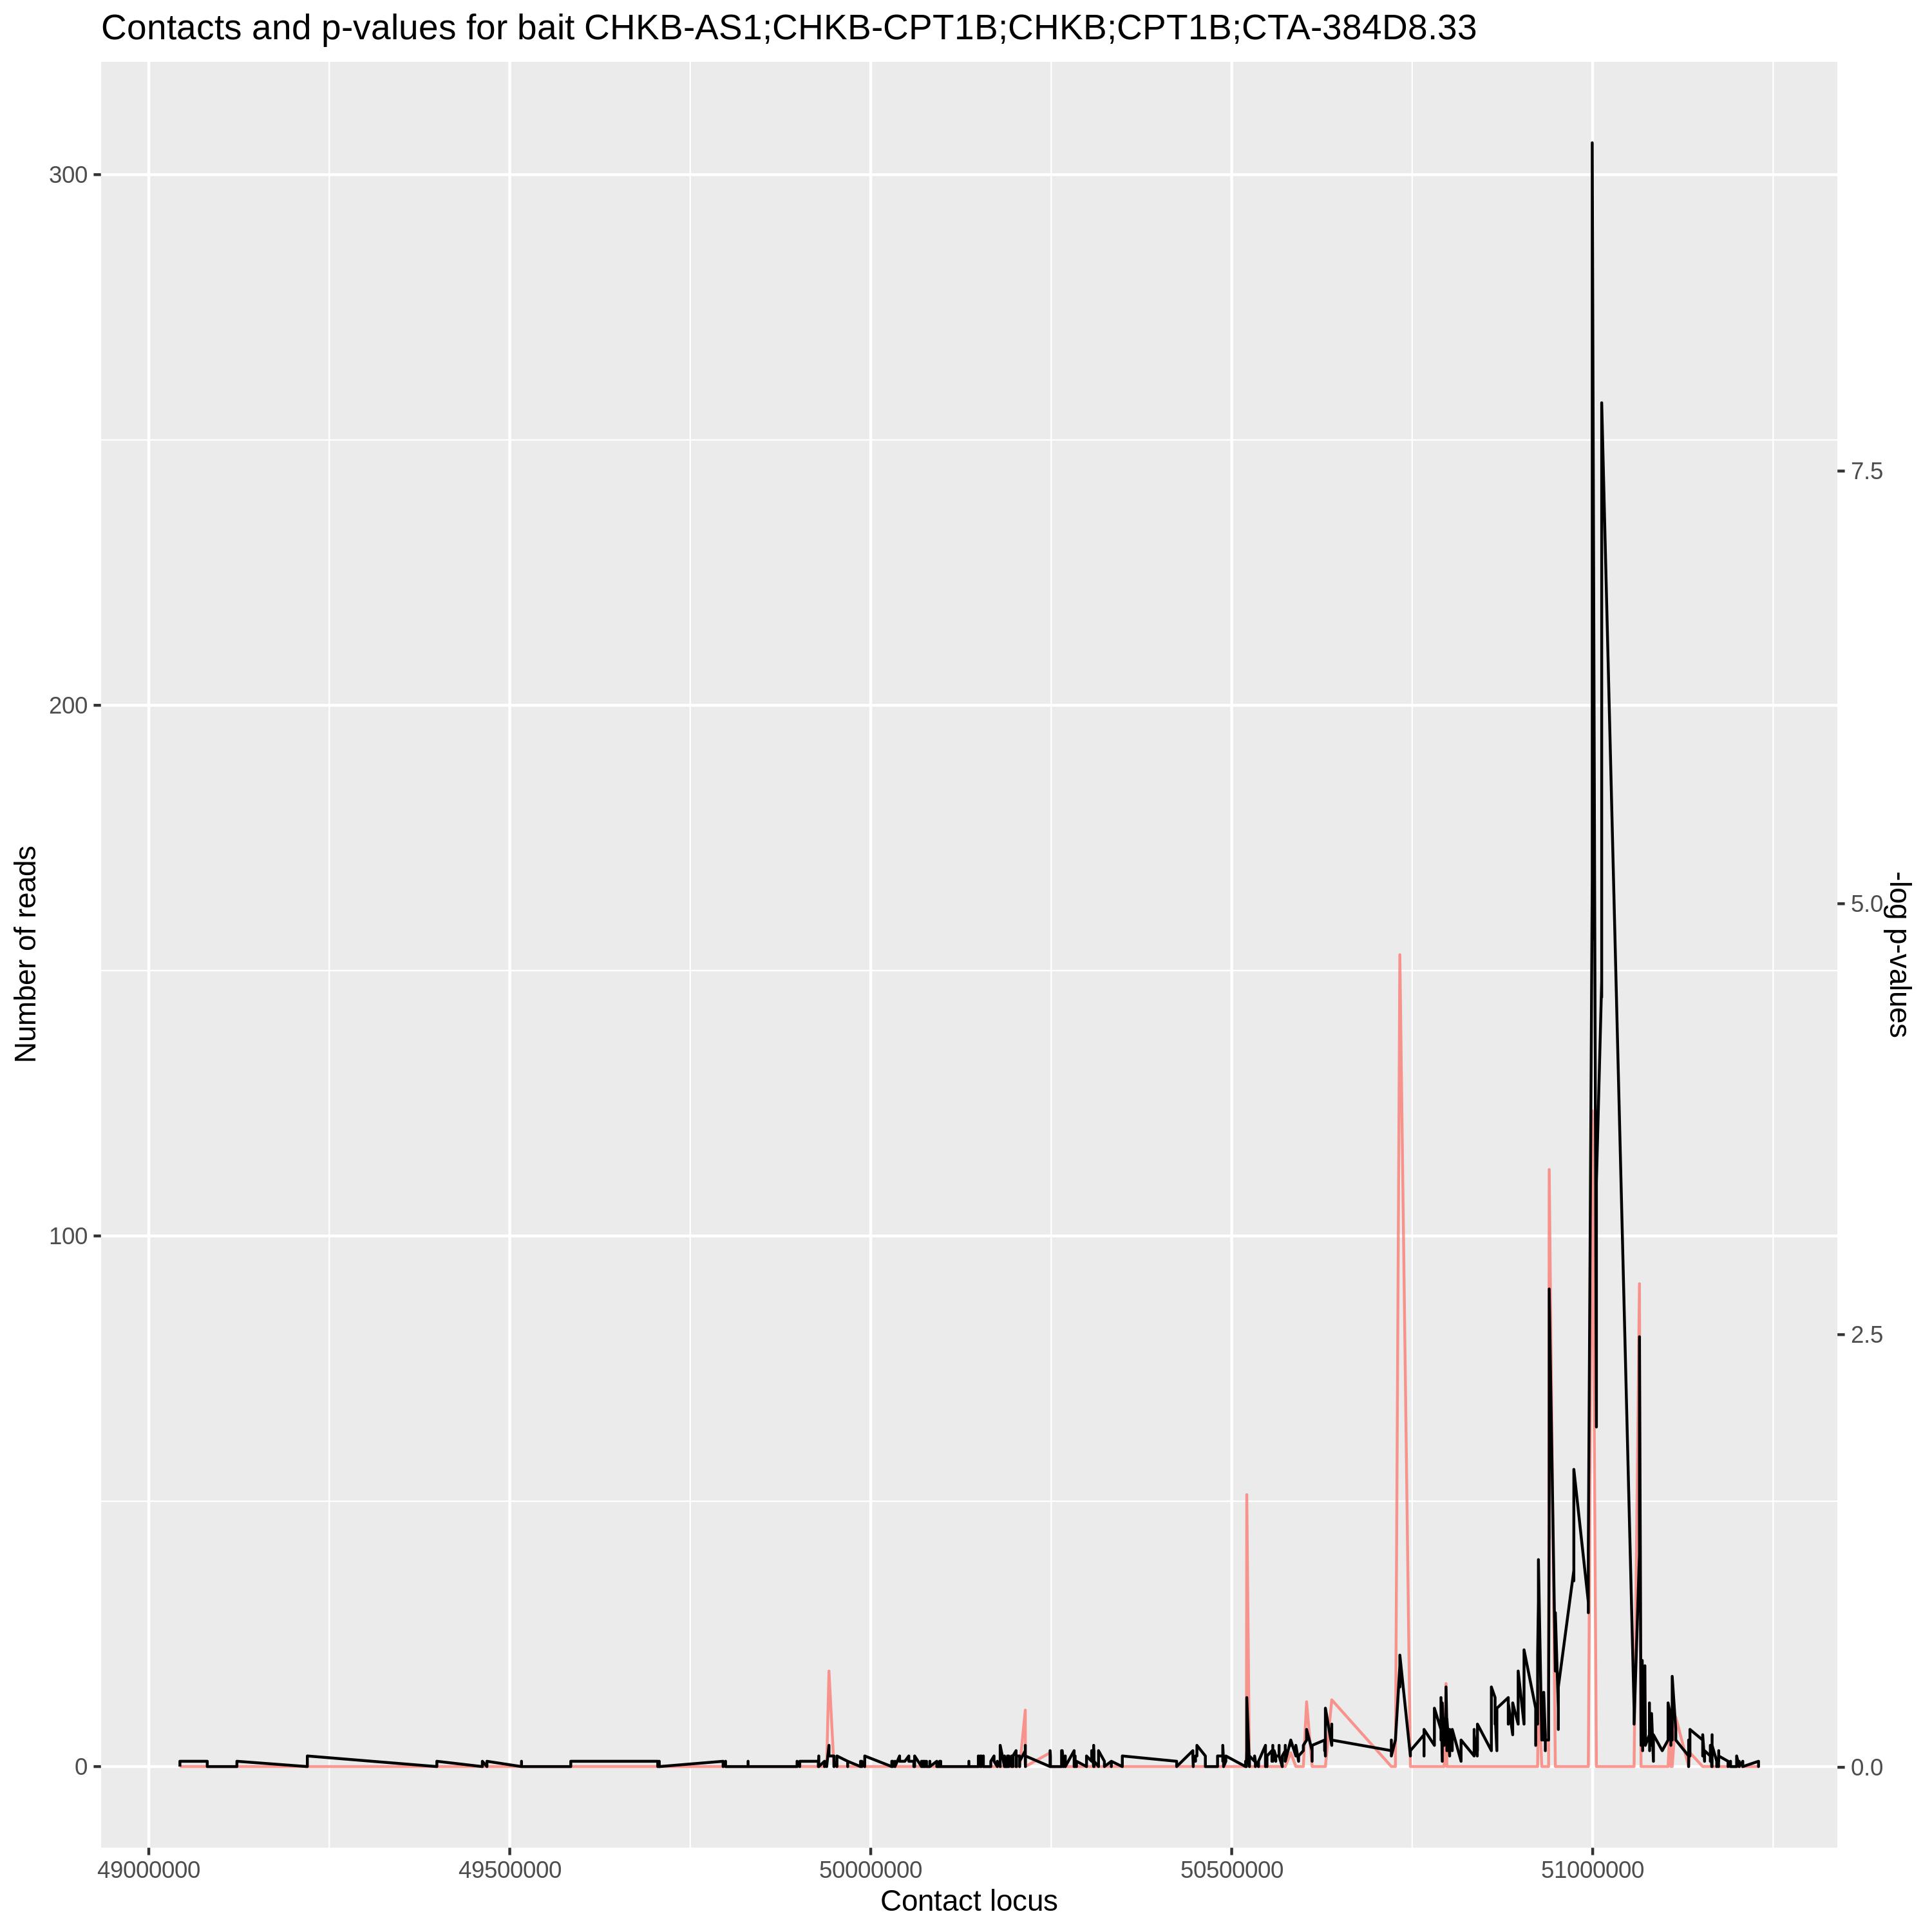 Contacts and p-values for bait CHKB-AS1;CHKB-CPT1B;CHKB;CPT1B;CTA-384D8.33
300
200
100
0
Number of reads
7.5
5.0
2.5
0.0
-log p-values
49000000 49500000 50000000 50500000 51000000
Contact locus